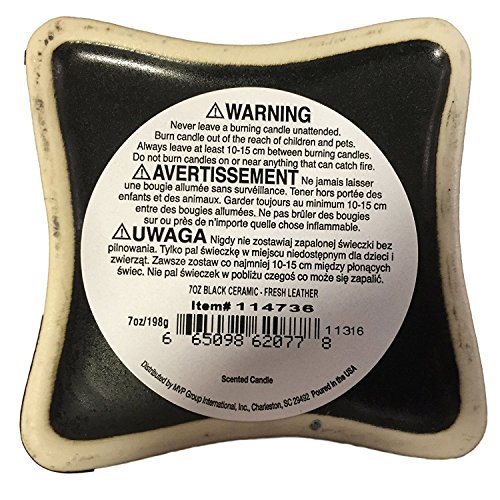 ⚠WARNING
Never leave a burning candle unattended.
Burn candle out of the reach of children and pets.
Always leave at least 10-15 cm between burning candles.
Do not burn candles on or near anything that can catch fire.
⚠AVERTISSEMENT Ne jamais laisser
une bougie allumée sans surveillance. Tener hors portée des
enfants et des animaux. Garder toujours au minimum 10-15 cm
entre des bougies allumées. Ne pas brûler des bougies
sur ou près de n'importe quelle chose inflammable.
⚠UWAGA Nigdy nie zostawiaj zapalonej świeczki bez
pilnowania. Tylko pal świeczkę w miejscu niedostępnym dla dzieci i
zwierząt. Zawsze zostaw co najmniej 10-15 cm między płonących
świec. Nie pal świeczek w pobliżu czegoś co może się zapalić.
7OZ BLACK CERAMIC - FRESH LEATHER
Item# 114736
7oz/198g
11316
6 65098 62077 8
Scented Candle
Distributed by MVP Group International, Inc., Charleston, SC 29492 Poured in the USA